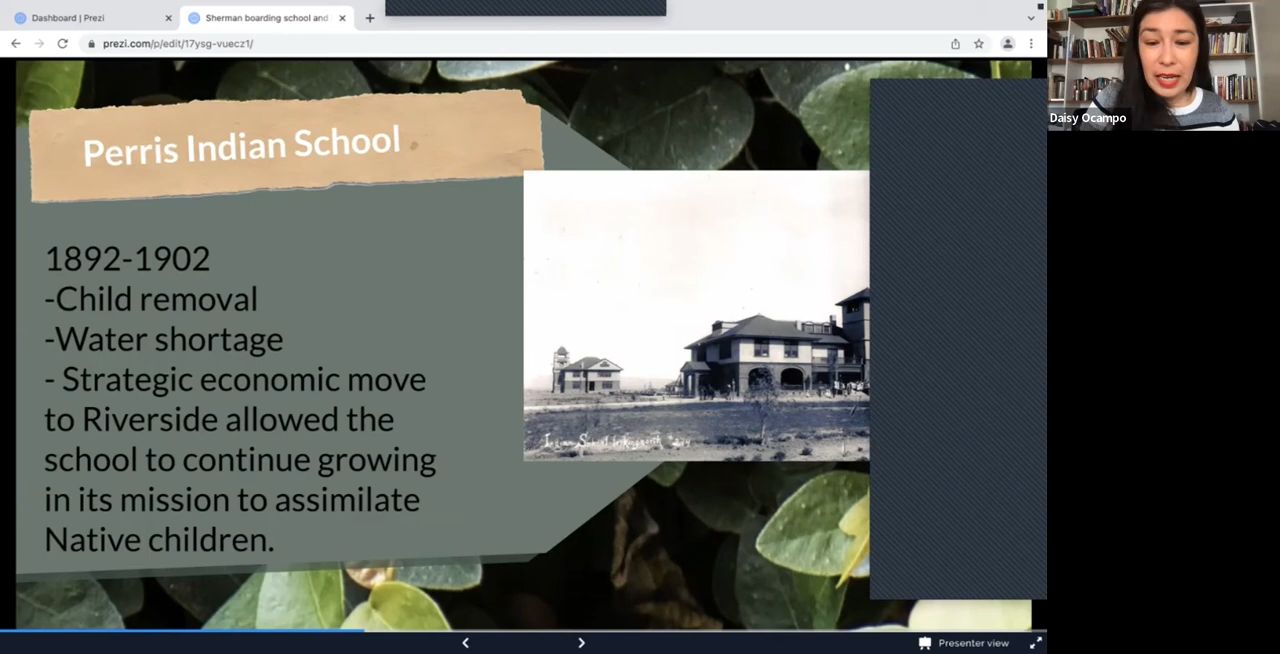 Dashboard | Prezi
Sherman boarding school and
prezi.com/p/edit/17ysg-vuecz1/
Daisy Ocampo
Perris Indian School
1892-1902
-Child removal
-Water shortage
- Strategic economic move
to Riverside allowed the
school to continue growing
in its mission to assimilate
Native children.
Indian School
Presenter view